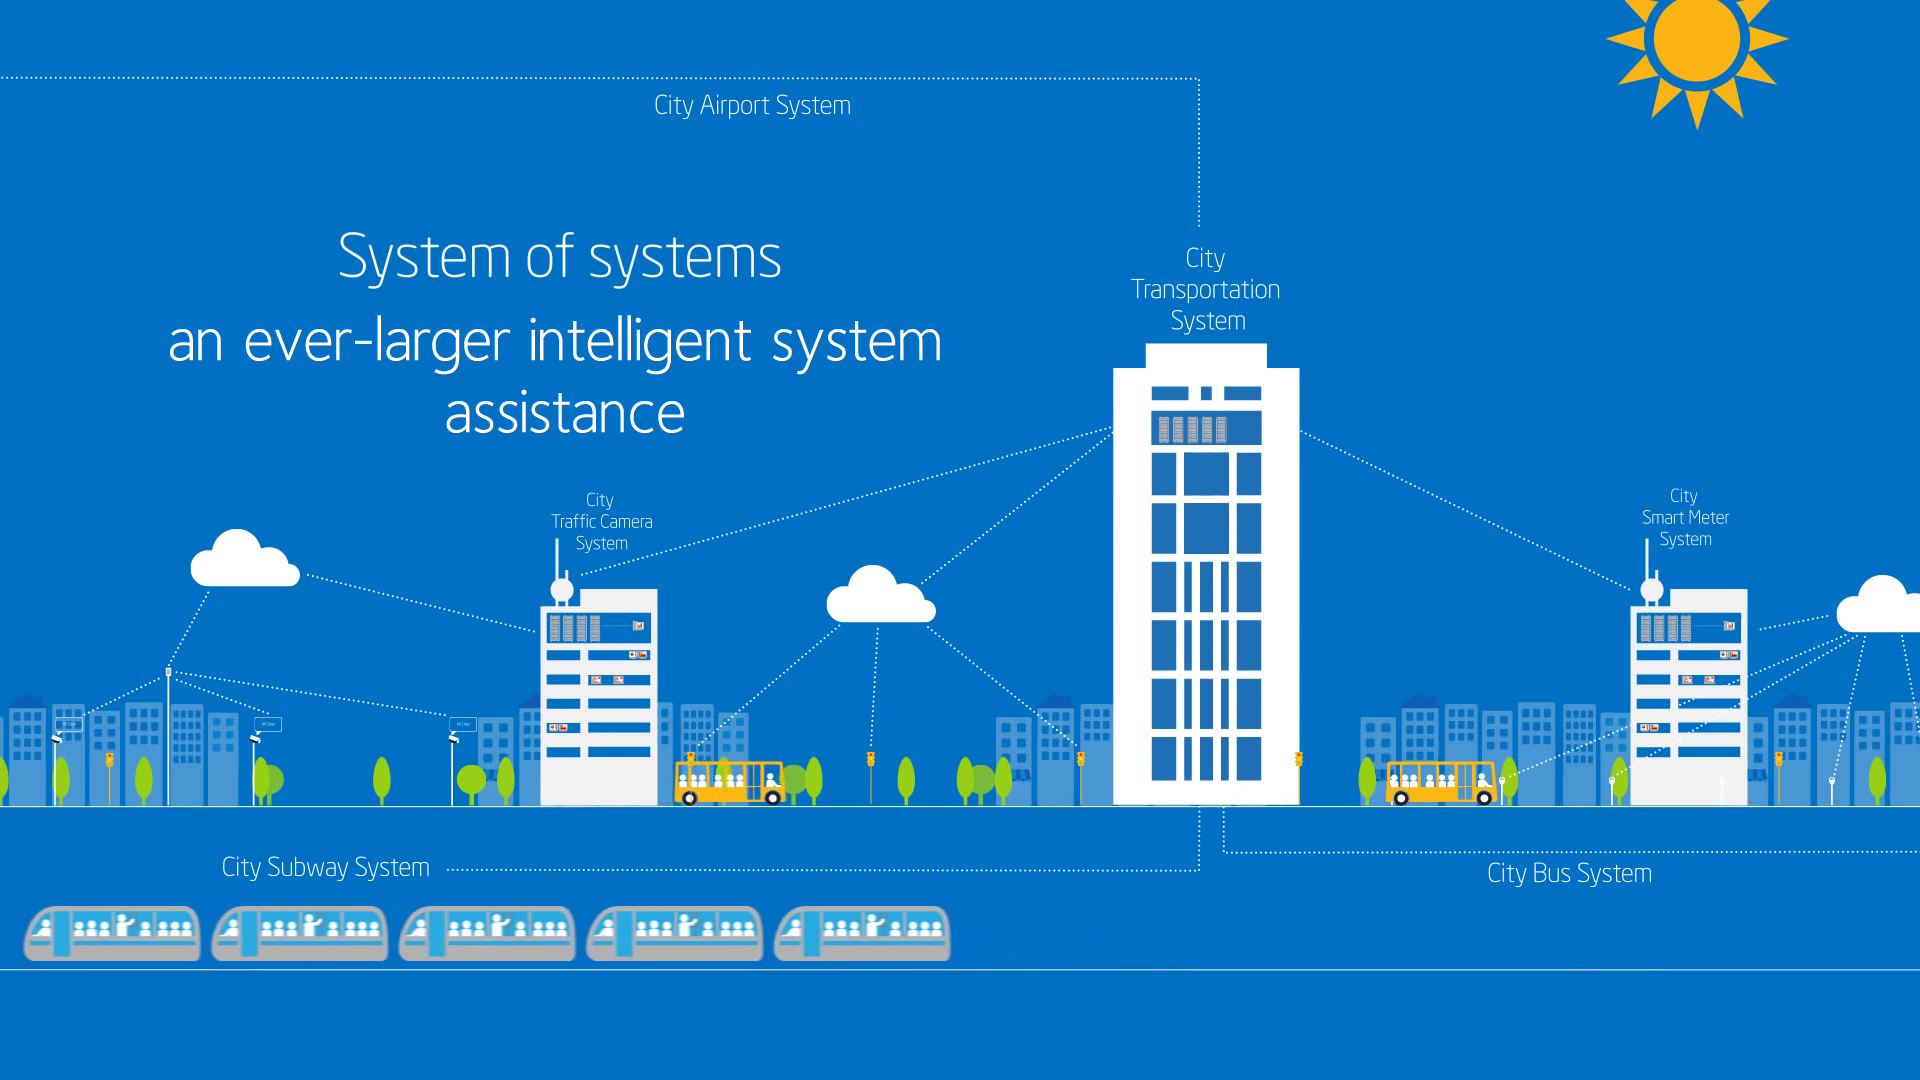 City Airport System
System of systems
an ever-larger intelligent system
assistance
City
Transportation
System
City
Traffic Camera
System
City
Smart Meter
System
City Subway System
City Bus System